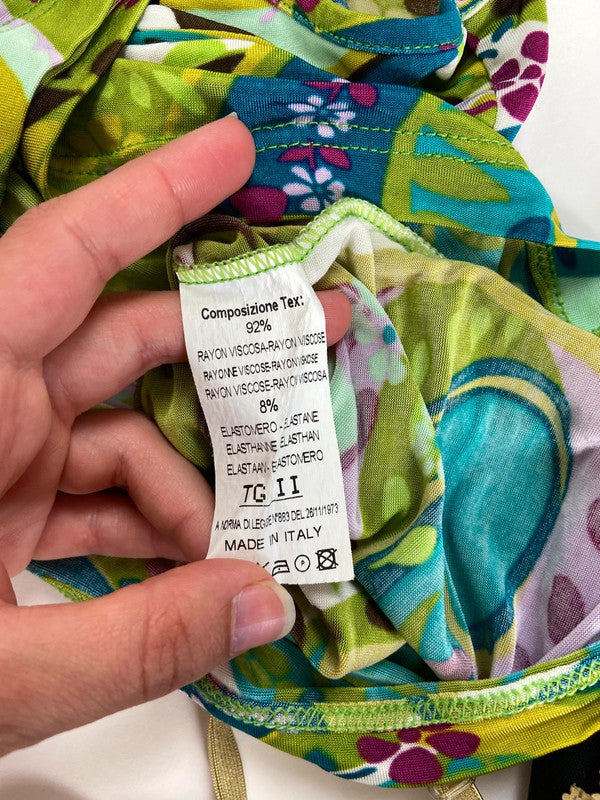 Composizione Tex:
92%
RAYON VISCOSA-RAYON VISCOSE
RAYONNE VISCOSE-RAYON VISKOSE
RAYON VISCOSE-RAYON VISCOSA
8%
ELASTOMERO - ELASTANE
ELASTHANNE - ELASTHAN
ELASTAAN - ELASTOMERO
TG II
A NORMA DI LEGGE N°883 DEL 26/11/1973
MADE IN ITALY